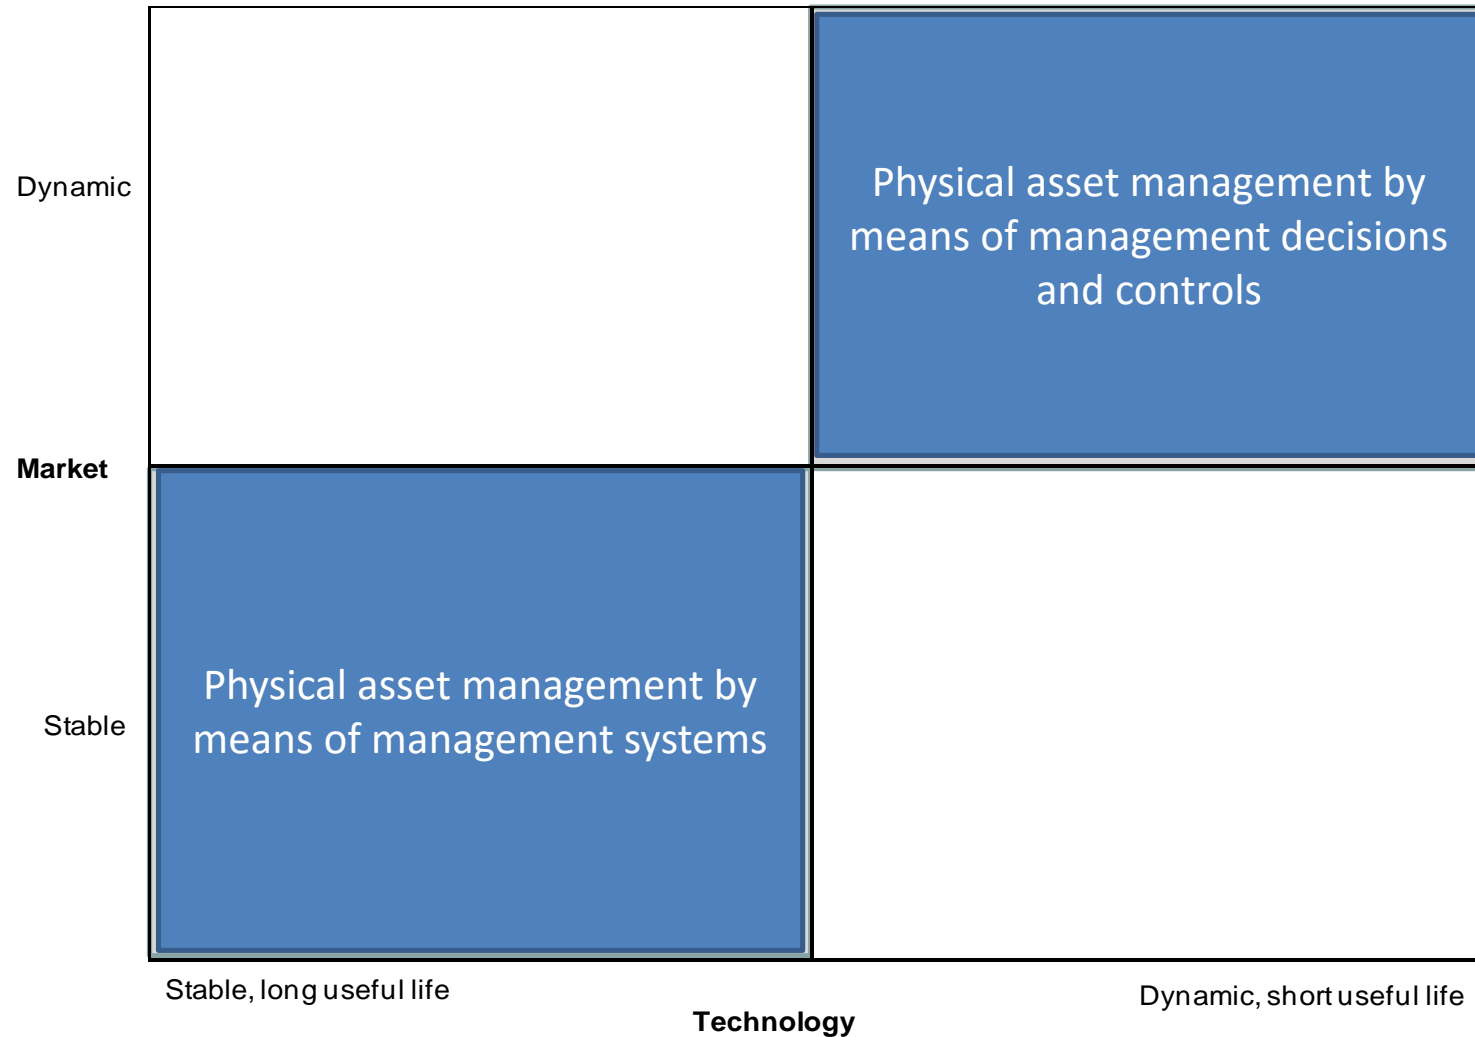 Dynamic
Physical asset management by
means of management decisions
and controls
Market
Physical asset management by
means of management systems
Stable
Stable, long useful life
Dynamic, short useful life
Technology